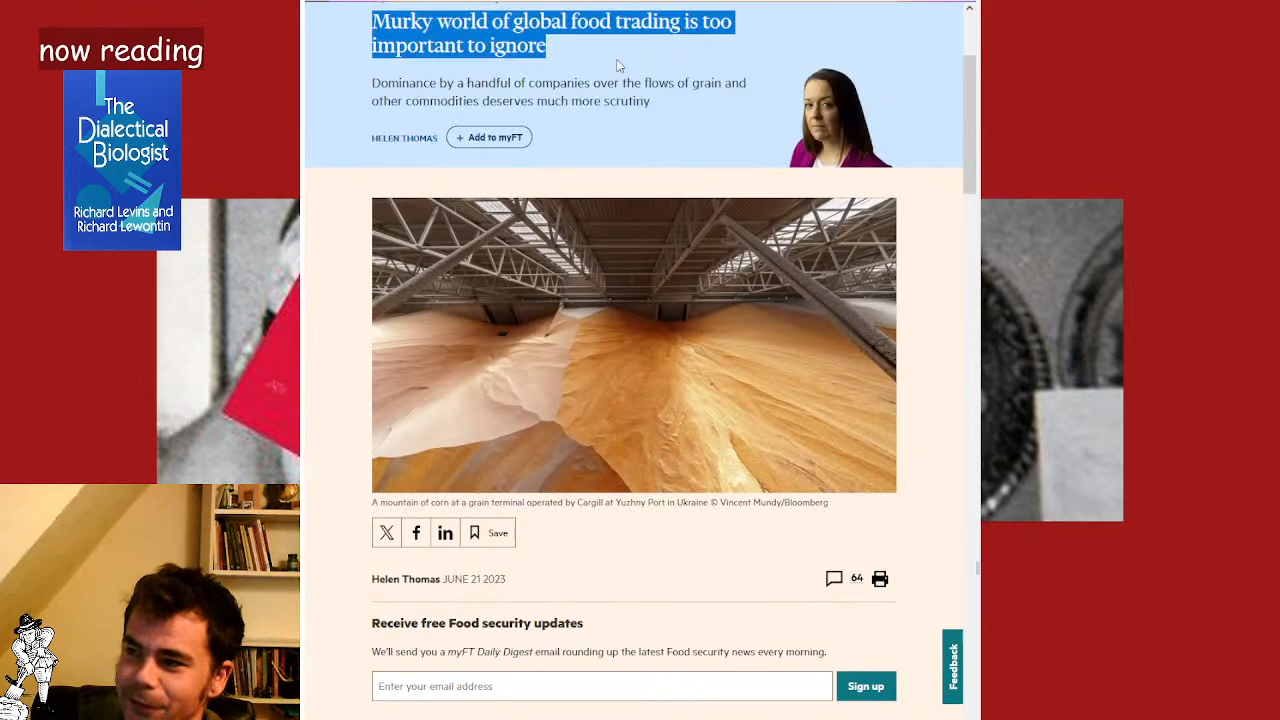 now reading
The
Dialectical
Biologist
Richard Levins and
Richard Lewontin
Murky world of global food trading is too
important to ignore
Dominance by a handful of companies over the flows of grain and
other commodities deserves much more scrutiny
HELEN THOMAS
+ Add to myFT
A mountain of corn at a grain terminal operated by Cargill at Yuzhny Port in Ukraine © Vincent Mundy/Bloomberg
Save
Helen Thomas JUNE 21 2023
64
Receive free Food security updates
We'll send you a myFT Daily Digest email rounding up the latest Food security news every morning.
Enter your email address
Sign up
Feedback